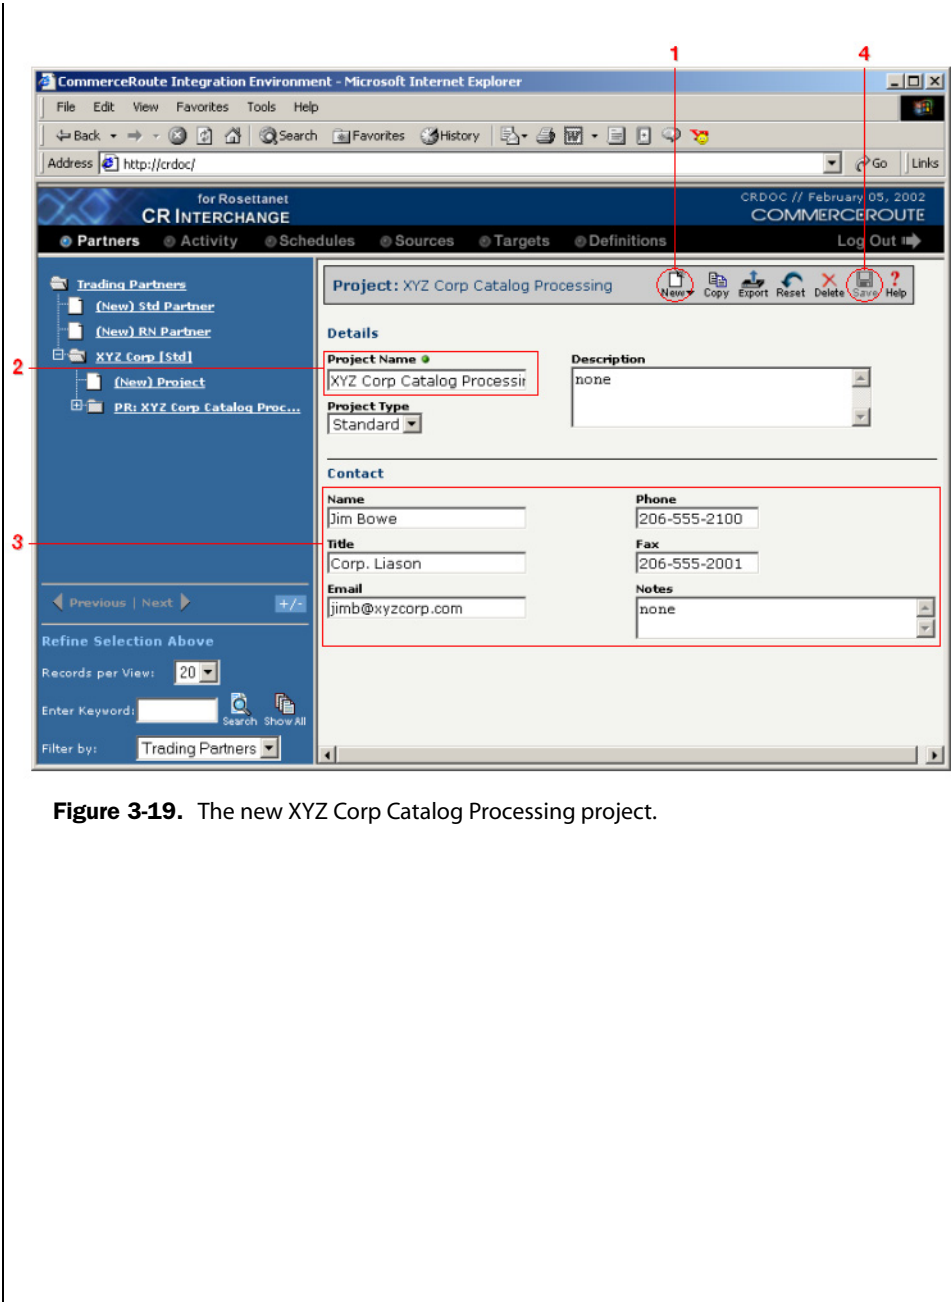 1 4
CommerceRoute Integration Environment - Microsoft Internet Explorer
File Edit View Favorites Tools Help
Back Search Favorites History
Address http://crdoc/ Go Links
for Rosettanet
CR INTERCHANGE
CRDOC // February 05, 2002
COMMERCEROUTE
Partners Activity Schedules Sources Targets Definitions Log Out
Trading Partners
(New) Std Partner
(New) RN Partner
XYZ Corp [Std]
(New) Project
PR: XYZ Corp Catalog Proc...
Previous | Next +/-
Refine Selection Above
Records per View: 20
Enter Keyword: Search Show All
Filter by: Trading Partners
Project: XYZ Corp Catalog Processing
New Copy Export Reset Delete Save Help
Details
2
Project Name
XYZ Corp Catalog Processin
Description
none
Project Type
Standard
Contact
3
Name
Jim Bowe
Phone
206-555-2100
Title
Corp. Liason
Fax
206-555-2001
Email
jimb@xyzcorp.com
Notes
none
Figure 3-19. The new XYZ Corp Catalog Processing project.